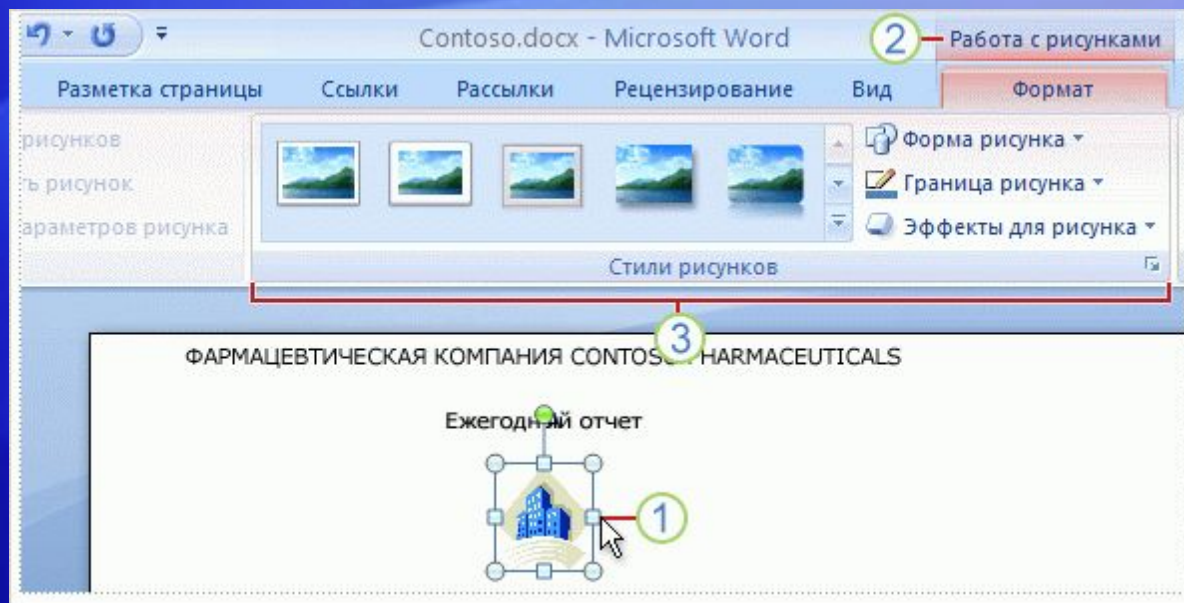 Contoso.docx - Microsoft Word
2
Работа с рисунками
Разметка страницы Ссылки Рассылки Рецензирование Вид Формат
рисунков
ь рисунок
араметров рисунка
Форма рисунка
Граница рисунка
Эффекты для рисунка
Стили рисунков
3
ФАРМАЦЕВТИЧЕСКАЯ КОМПАНИЯ CONTOSO PHARMACEUTICALS
Ежегодный отчет
1